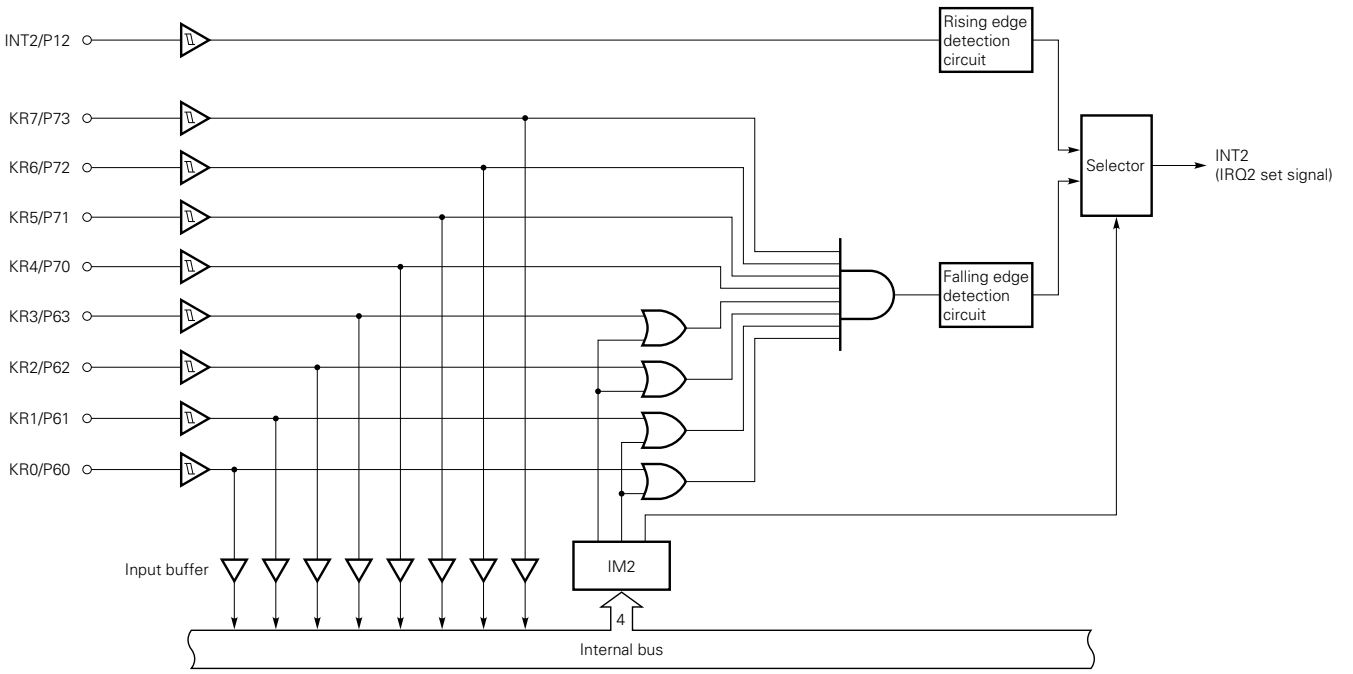 INT2/P12
Rising edge
detection
circuit
KR7/P73
KR6/P72
KR5/P71
KR4/P70
KR3/P63
KR2/P62
KR1/P61
KR0/P60
Selector
INT2
(IRQ2 set signal)
Falling edge
detection
circuit
Input buffer
IM2
4
Internal bus